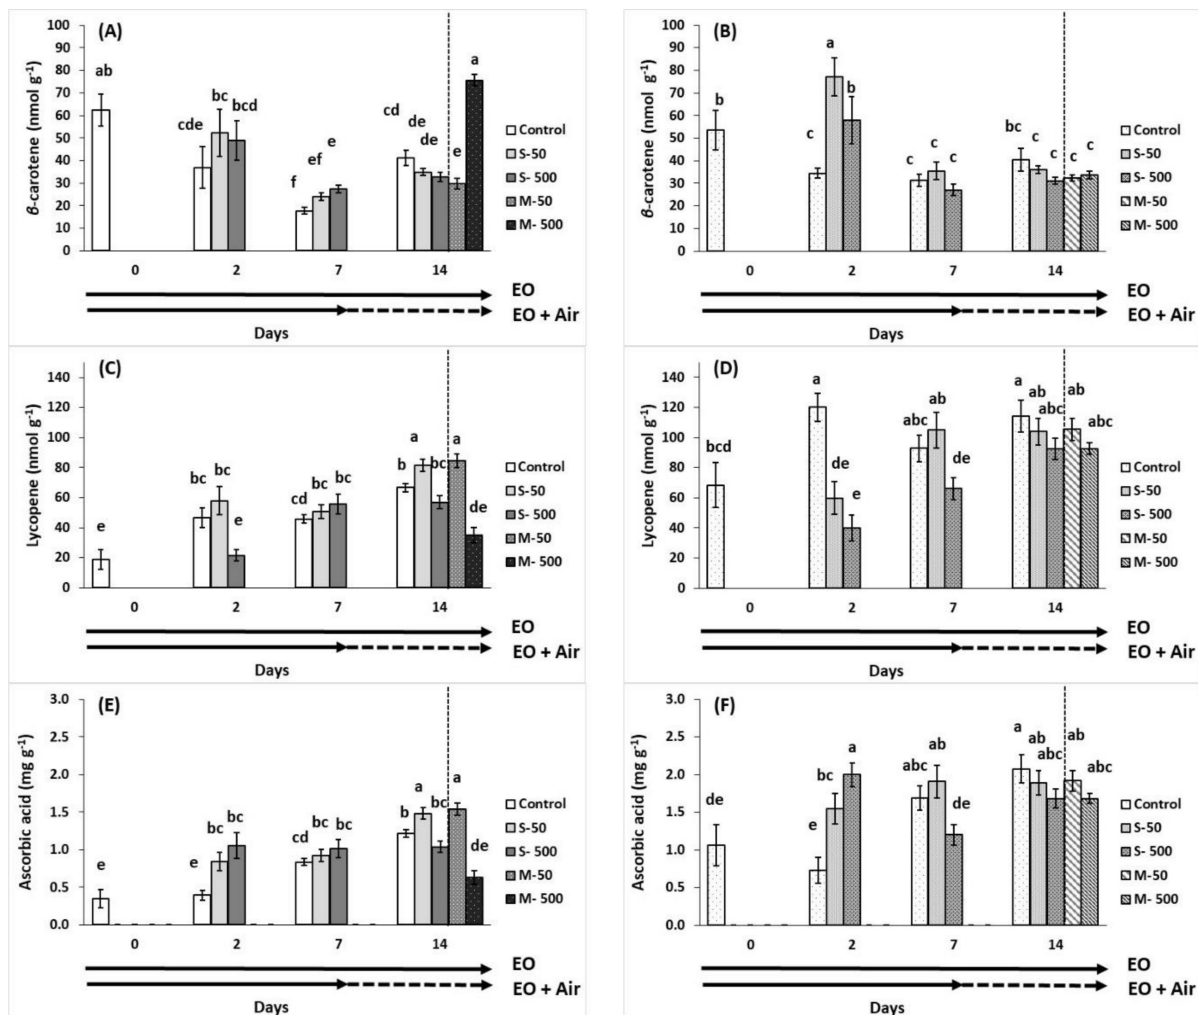 (A)
β-carotene (nmol g-1)
100
90
80
70
60
50
40
30
20
10
0
ab
cde
bc
bcd
f
ef
e
cd
de
de
e
a
0 2 7 14
Control
S-50
S- 500
M-50
M- 500
EO
EO + Air
Days
(B)
β-carotene (nmol g-1)
100
90
80
70
60
50
40
30
20
10
0
b
c
a
b
c
c
c
bc
c
c
c
c
0 2 7 14
Control
S-50
S- 500
M-50
M- 500
EO
EO + Air
Days
(C)
Lycopene (nmol g-1)
140
120
100
80
60
40
20
0
e
bc
bc
e
cd
bc
bc
b
a
bc
a
de
0 2 7 14
Control
S-50
S- 500
M-50
M- 500
EO
EO + Air
Days
(D)
Lycopene (nmol g-1)
140
120
100
80
60
40
20
0
bcd
a
de
e
abc
ab
de
a
ab
abc
ab
abc
0 2 7 14
Control
S-50
S- 500
M-50
M- 500
EO
EO + Air
Days
(E)
Ascorbic acid (mg g-1)
3.0
2.5
2.0
1.5
1.0
0.5
0.0
e
e
bc
bc
cd
bc
bc
b
a
bc
a
de
0 2 7 14
Control
S-50
S- 500
M-50
M- 500
EO
EO + Air
Days
(F)
Ascorbic acid (mg g-1)
3.0
2.5
2.0
1.5
1.0
0.5
0.0
de
e
bc
a
abc
ab
de
a
ab
abc
ab
abc
0 2 7 14
Control
S-50
S- 500
M-50
M- 500
EO
EO + Air
Days